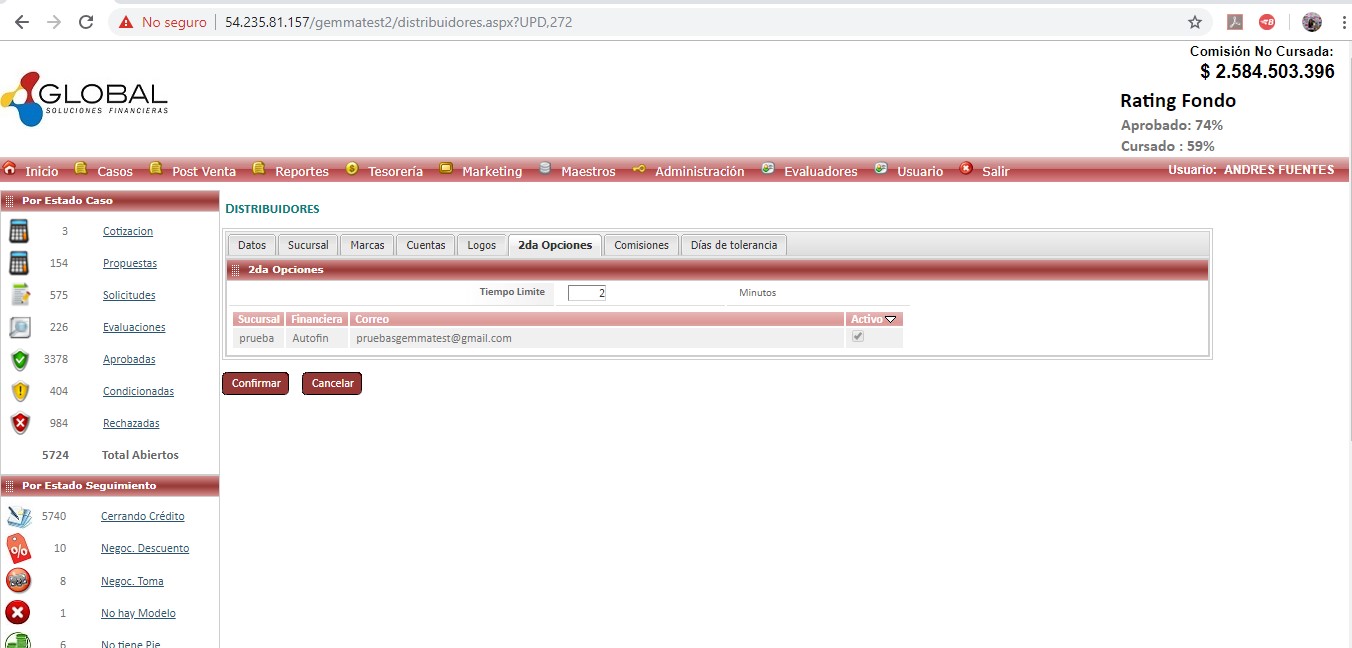 No seguro | 54.235.81.157/gemmatest2/distribuidores.aspx?UPD,272
Comisión No Cursada:
$ 2.584.503.396
GLOBAL
SOLUCIONES FINANCIERAS
Rating Fondo
Aprobado: 74%
Cursado : 59%
Inicio Casos Post Venta Reportes Tesorería Marketing Maestros Administración Evaluadores Usuario Salir Usuario: ANDRES FUENTES
Por Estado Caso
3 Cotizacion
154 Propuestas
575 Solicitudes
226 Evaluaciones
3378 Aprobadas
404 Condicionadas
984 Rechazadas
5724 Total Abiertos
Por Estado Seguimiento
5740 Cerrando Crédito
10 Negoc. Descuento
8 Negoc. Toma
1 No hay Modelo
6 No tiene Pie
DISTRIBUIDORES
Datos Sucursal Marcas Cuentas Logos 2da Opciones Comisiones Días de tolerancia
2da Opciones
Tiempo Limite 2 Minutos
Sucursal Financiera Correo Activo
prueba Autofin pruebasgemmatest@gmail.com
Confirmar Cancelar